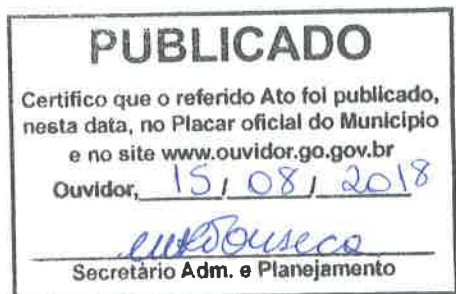 PUBLICADO
Certifico que o referido Ato foi publicado,
nesta data, no Placar oficial do Municipio
e no site www.ouvidor.go.gov.br
Ouvidor, 15 / 08 / 2018
Secretário Adm. e Planejamento